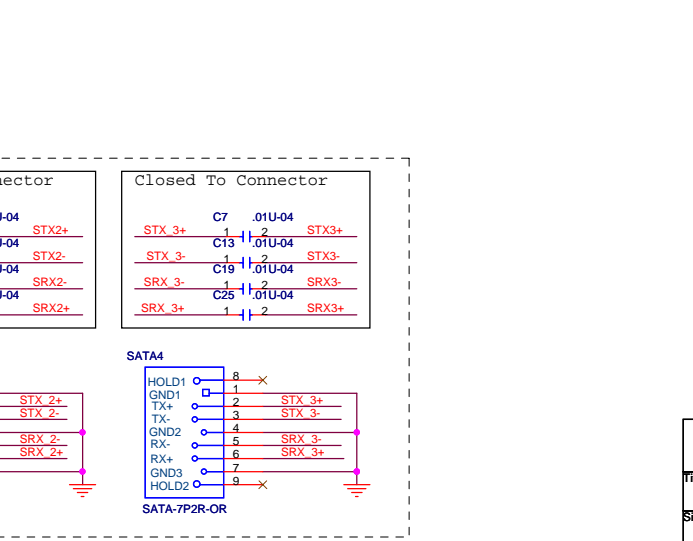 Closed To Connector
U-04
C7 .01U-04
STX2+
STX_3+ 1 2 STX3+
U-04
C13 .01U-04
STX2-
STX_3- 1 2 STX3-
U-04
C19 .01U-04
SRX2-
SRX_3- 1 2 SRX3-
U-04
C25 .01U-04
SRX2+
SRX_3+ 1 2 SRX3+
SATA4
HOLD1 8
GND1 1
STX_2+
TX+ 2 STX_3+
STX_2-
TX- 3 STX_3-
GND2 4
SRX_2-
RX- 5 SRX_3-
SRX_2+
RX+ 6 SRX_3+
GND3 7
HOLD2 9
SATA-7P2R-OR